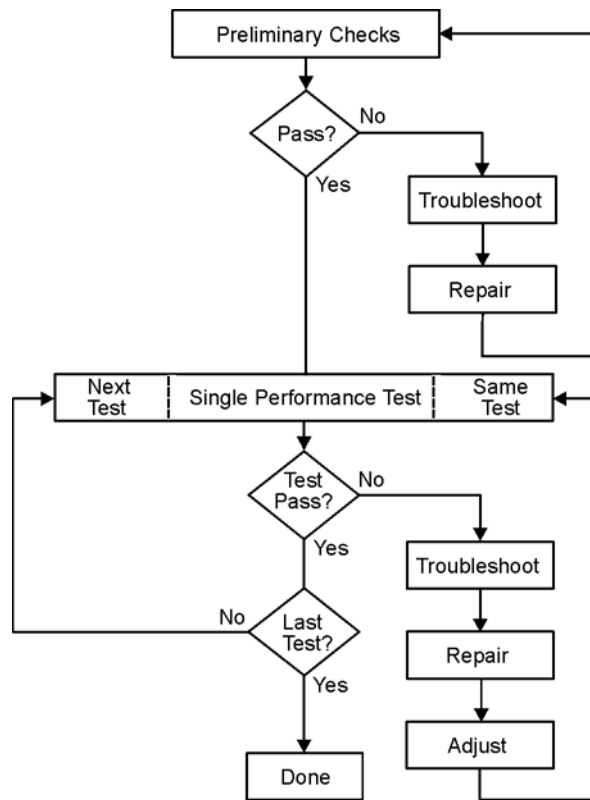 Preliminary Checks
Pass?
No
Yes
Troubleshoot
Repair
Next
Test
Single Performance Test
Same
Test
Test
Pass?
No
Yes
Troubleshoot
No
Last
Test?
Repair
Yes
Adjust
Done